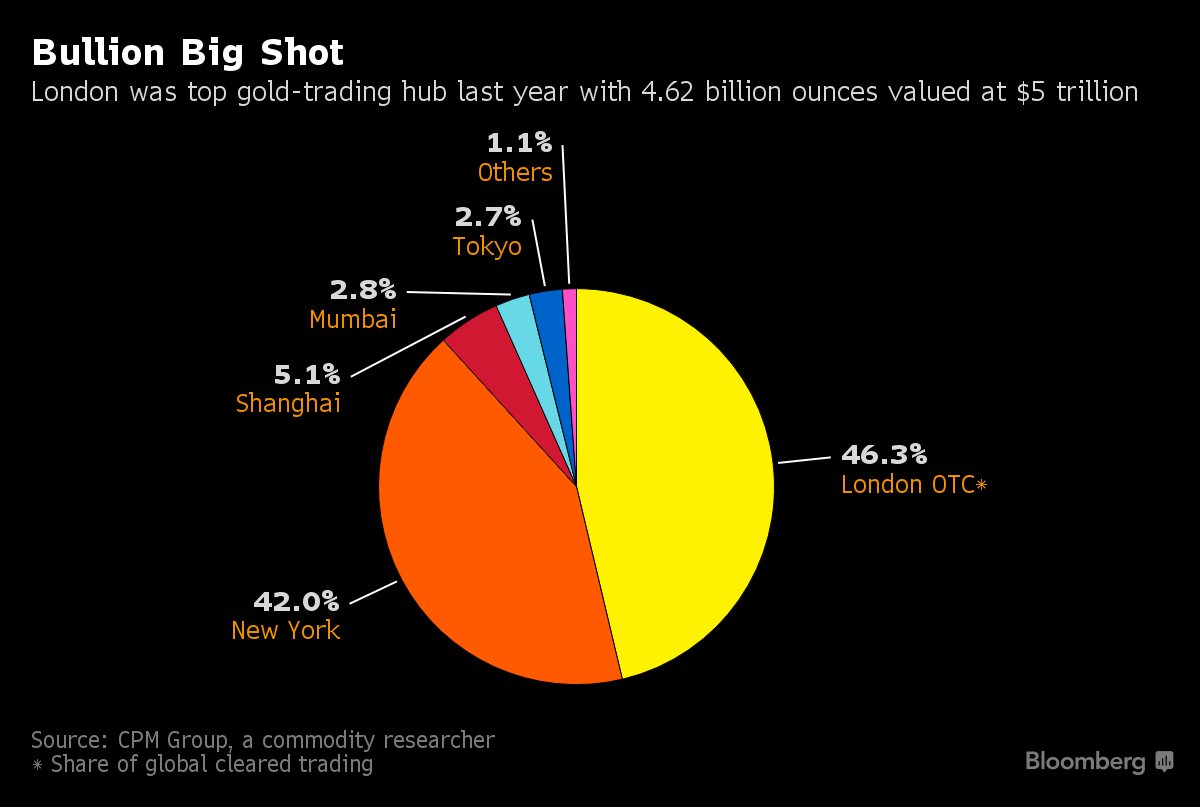 Bullion Big Shot
London was top gold-trading hub last year with 4.62 billion ounces valued at $5 trillion
1.1%
Others
2.7%
Tokyo
2.8%
Mumbai
5.1%
Shanghai
46.3%
London OTC*
42.0%
New York
Source: CPM Group, a commodity researcher
* Share of global cleared trading
Bloomberg